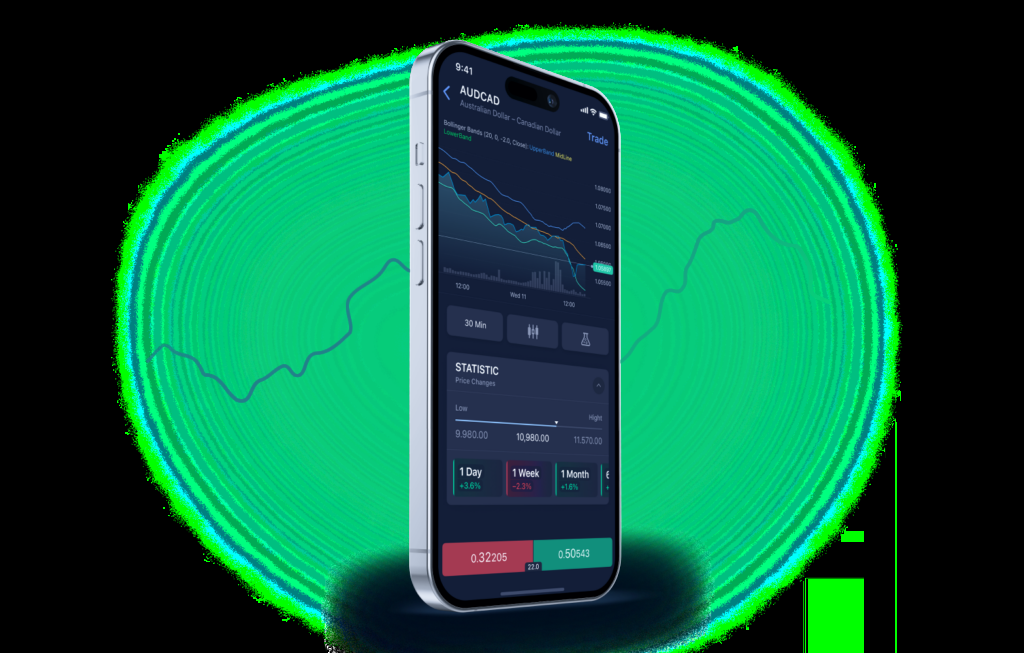 9:41
AUDCAD
Australian Dollar – Canadian Dollar
Trade
Bollinger Bands (20, 0, -2.0, Close): UpperBand MidLine
LowerBand
1.08000
1.07500
1.07000
1.06500
1.05500
12:00
Wed 11
12:00
30 Min
STATISTIC
Price Changes
Low
Hight
9.980.00
10,980.00
11.570.00
1 Day
1 Week
1 Month
6
+3.6%
–2.3%
+1.6%
+
0.32205
0.50543
22.0